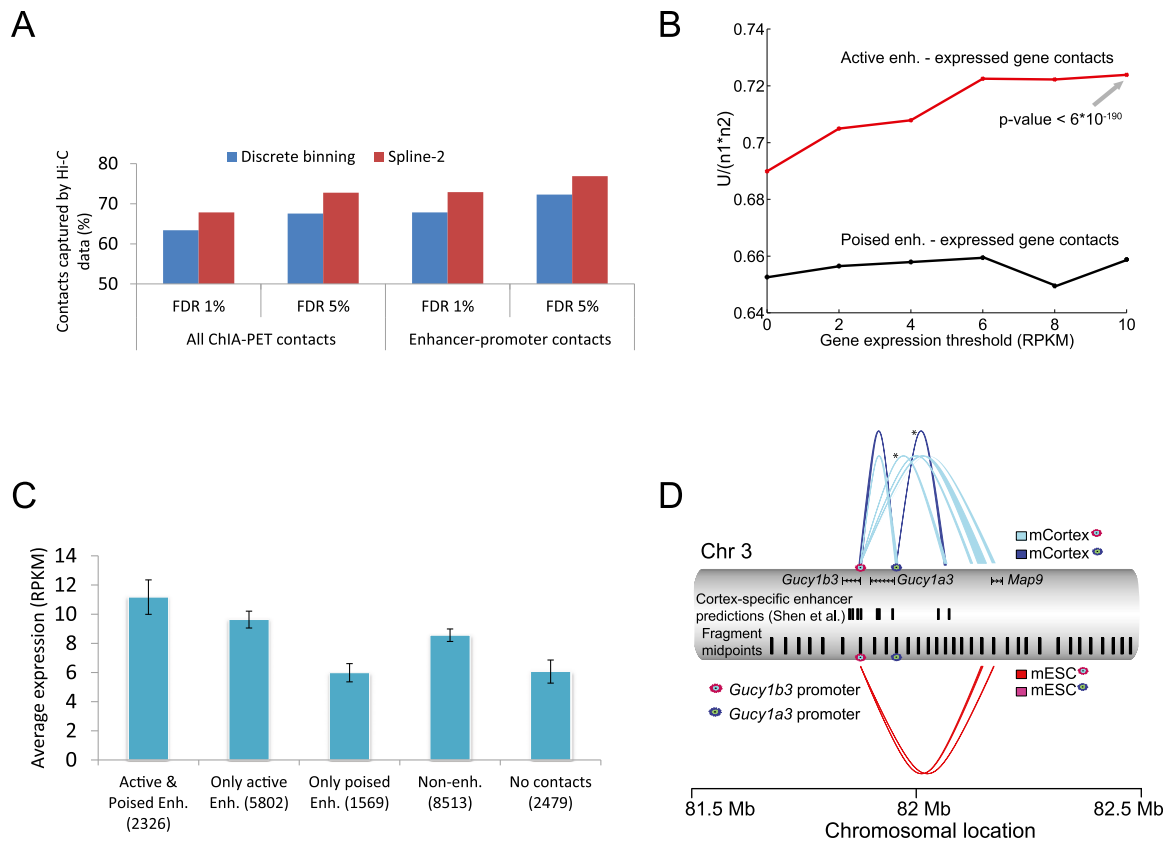 A
Discrete binning
Spline-2
Contacts captured by Hi-C
data (%)
80
70
60
50
FDR 1%
FDR 5%
FDR 1%
FDR 5%
All ChIA-PET contacts
Enhancer-promoter contacts
B
U/(n1*n2)
0.74
0.72
0.7
0.68
0.66
0.64
Active enh. - expressed gene contacts
p-value < 6*10-190
Poised enh. - expressed gene contacts
0 2 4 6 8 10
Gene expression threshold (RPKM)
C
Average expression (RPKM)
14
12
10
8
6
4
2
0
Active &
Poised Enh.
(2326)
Only active
Enh. (5802)
Only poised
Enh. (1569)
Non-enh.
(8513)
No contacts
(2479)
D
* *
mCortex
mCortex
Chr 3
Gucy1b3 Gucy1a3 Map9
Cortex-specific enhancer
predictions (Shen et al.)
Fragment
midpoints
mESC
mESC
Gucy1b3 promoter
Gucy1a3 promoter
81.5 Mb 82 Mb 82.5 Mb
Chromosomal location